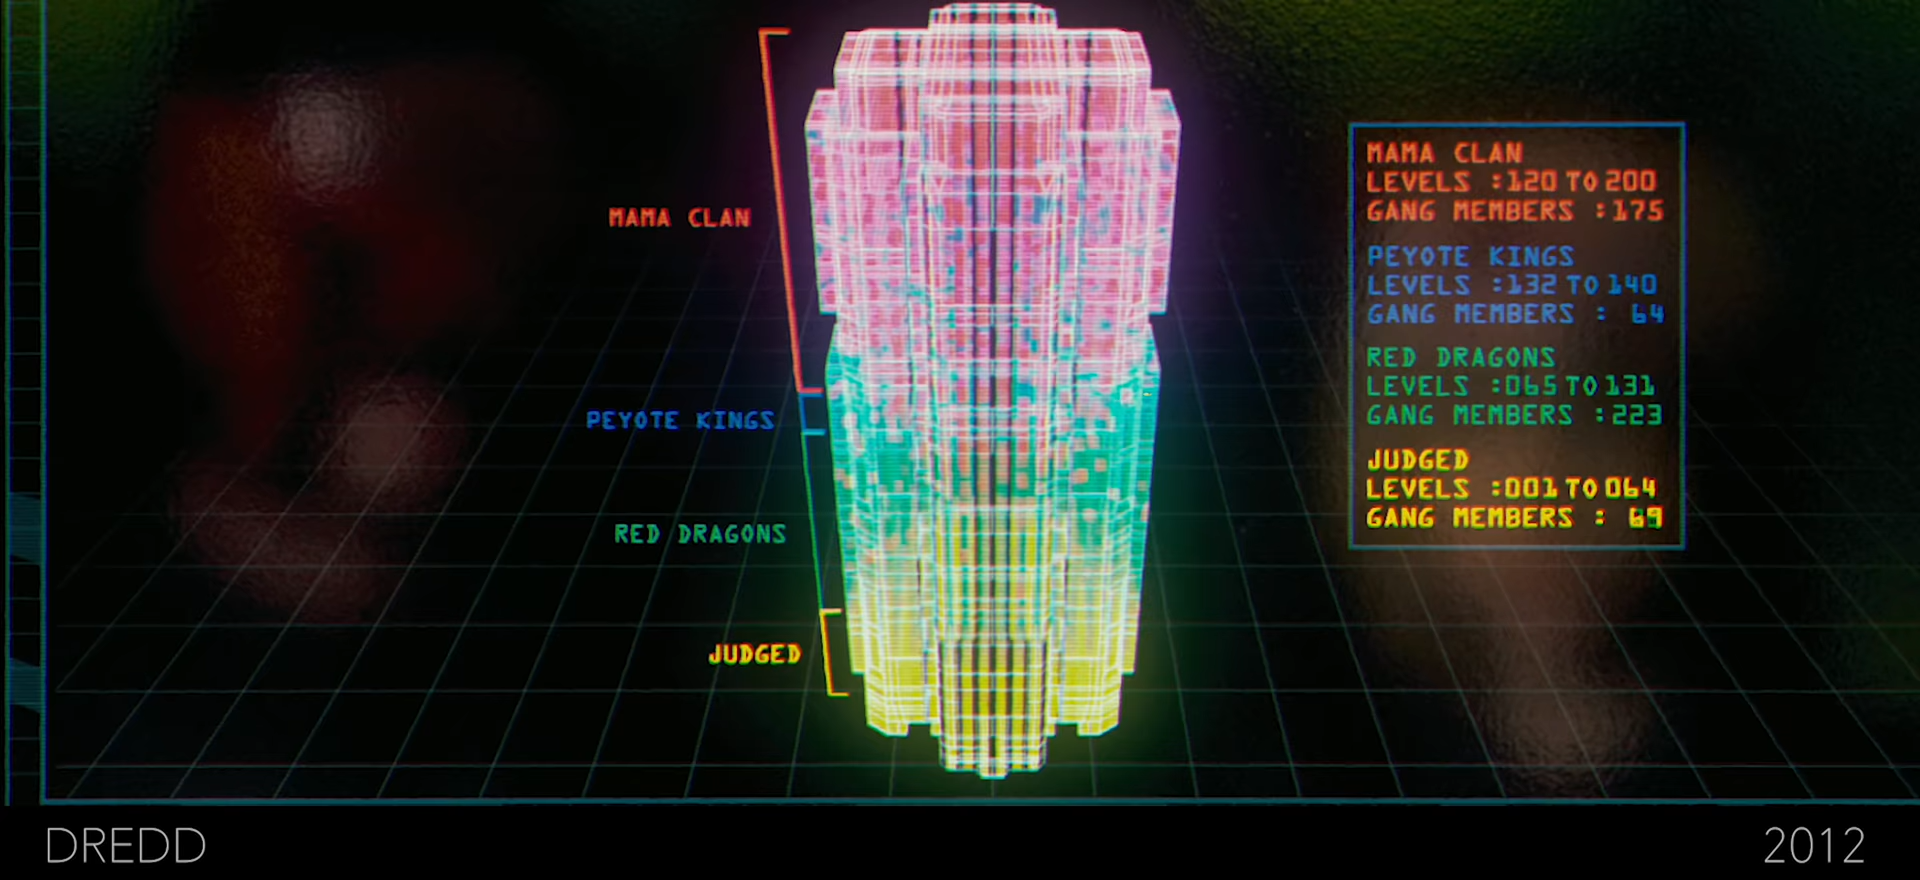 MAMA CLAN
PEYOTE KINGS
RED DRAGONS
JUDGED
MAMA CLAN
LEVELS :120 TO 200
GANG MEMBERS :175
PEYOTE KINGS
LEVELS :132 TO 140
GANG MEMBERS : 64
RED DRAGONS
LEVELS :065 TO 131
GANG MEMBERS :223
JUDGED
LEVELS :001 TO 064
GANG MEMBERS : 69
DREDD
2012